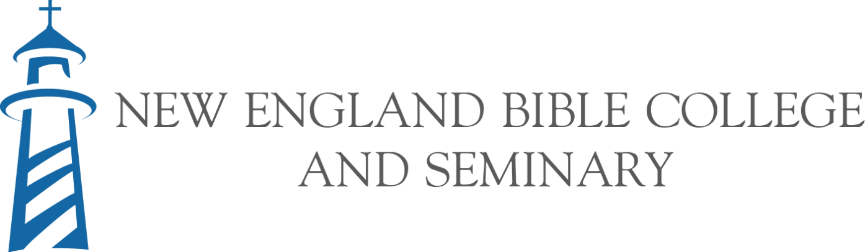 NEW ENGLAND BIBLE COLLEGE
AND SEMINARY